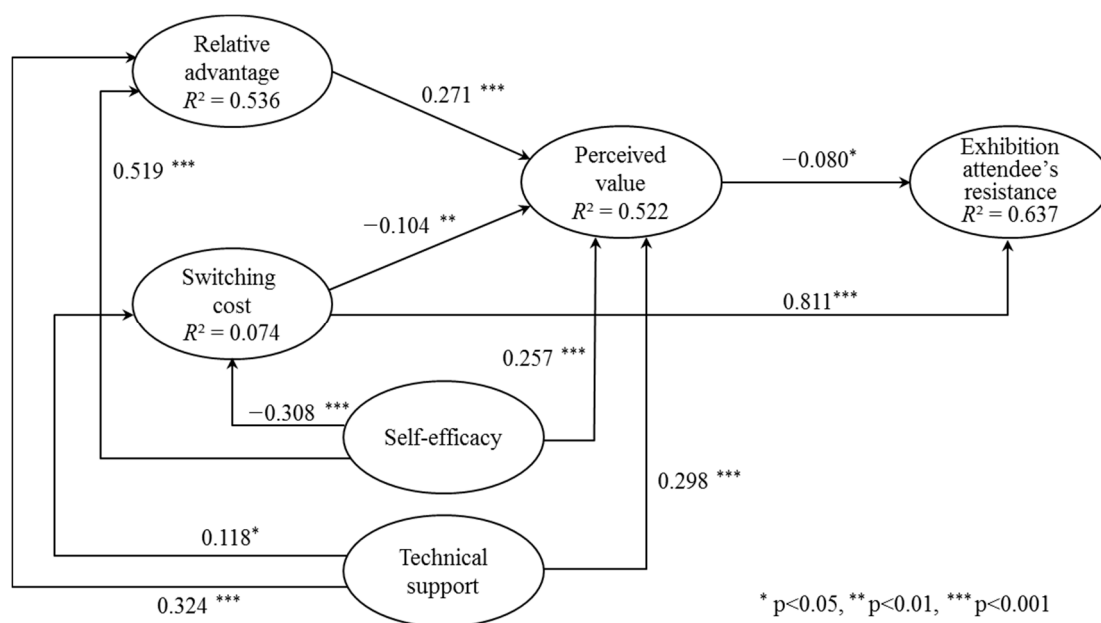 Relative
advantage
R² = 0.536
0.271 ***
0.519 ***
Perceived
value
R² = 0.522
−0.080*
Exhibition
attendee’s
resistance
R² = 0.637
−0.104 **
Switching
cost
R² = 0.074
0.811***
0.257 ***
−0.308 ***
Self-efficacy
0.298 ***
0.118*
Technical
support
0.324 ***
* p<0.05, ** p<0.01, *** p<0.001